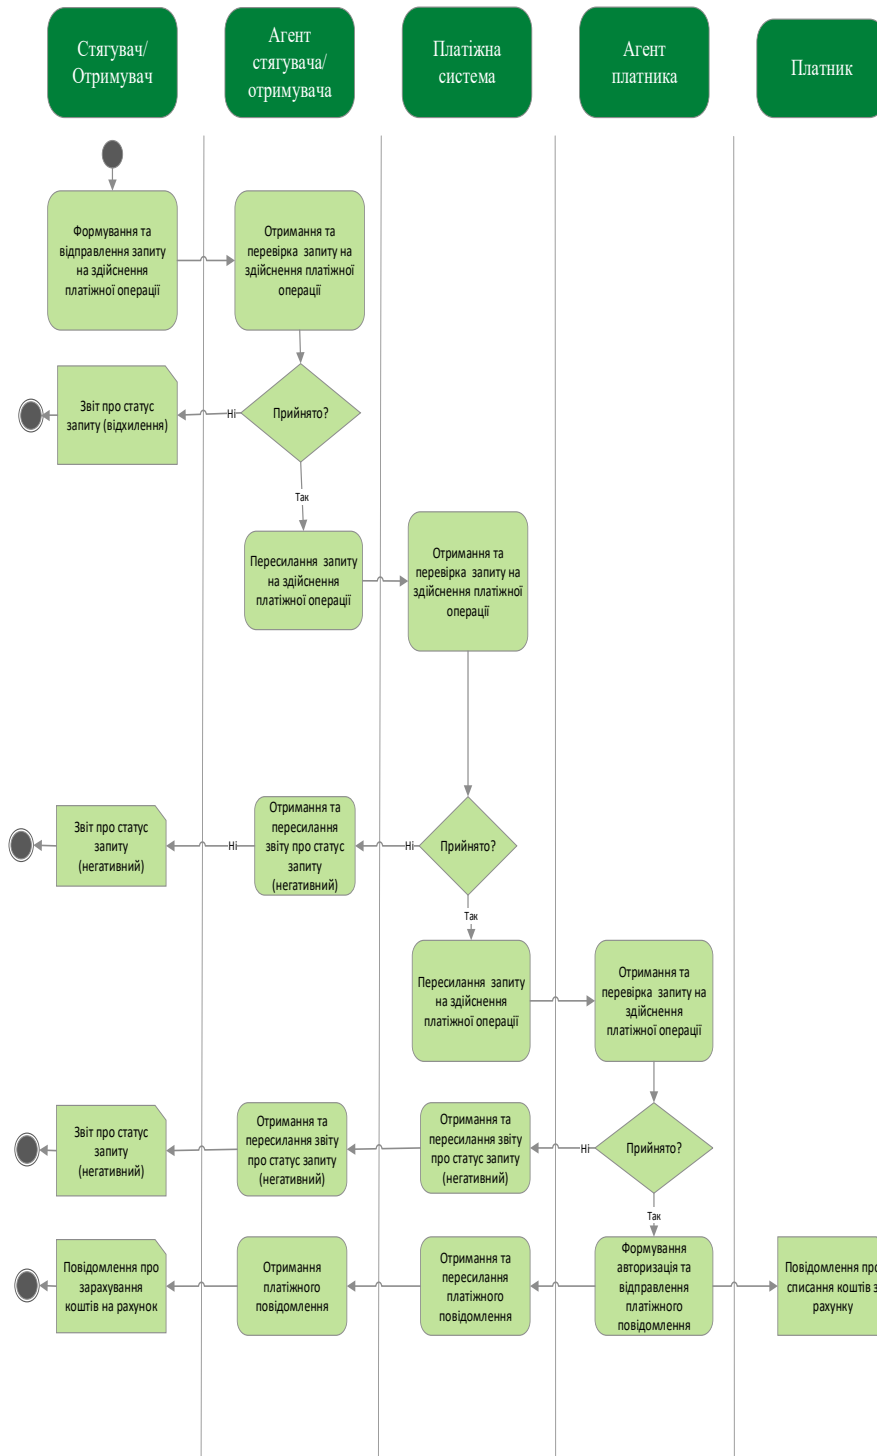 Стягувач/
Отримувач
Агент
стягувача/
отримувача
Платіжна
система
Агент
платника
Платник
Формування та
відправлення запиту
на здійснення
платіжної операції
Отримання та
перевірка запиту на
здійснення платіжної
операції
Звіт про статус
запиту (відхилення)
Ні
Прийнято?
Так
Пересилання запиту
на здійснення
платіжної операції
Отримання та
перевірка запиту на
здійснення платіжної
операції
Звіт про статус
запиту
(негативний)
Ні
Отримання та
пересилання
звіту про статус
запиту
(негативний)
Ні
Прийнято?
Так
Пересилання запиту
на здійснення
платіжної операції
Отримання та
перевірка запиту на
здійснення
платіжної операції
Звіт про статус
запиту
(негативний)
Отримання та
пересилання звіту
про статус запиту
(негативний)
Отримання та
пересилання звіту
про статус запиту
(негативний)
Ні
Прийнято?
Так
Повідомлення про
зарахування
коштів на рахунок
Отримання
платіжного
повідомлення
Отримання та
пересилання
платіжного
повідомлення
Формування
авторизація та
відправлення
платіжного
повідомлення
Повідомлення про
списання коштів з
рахунку